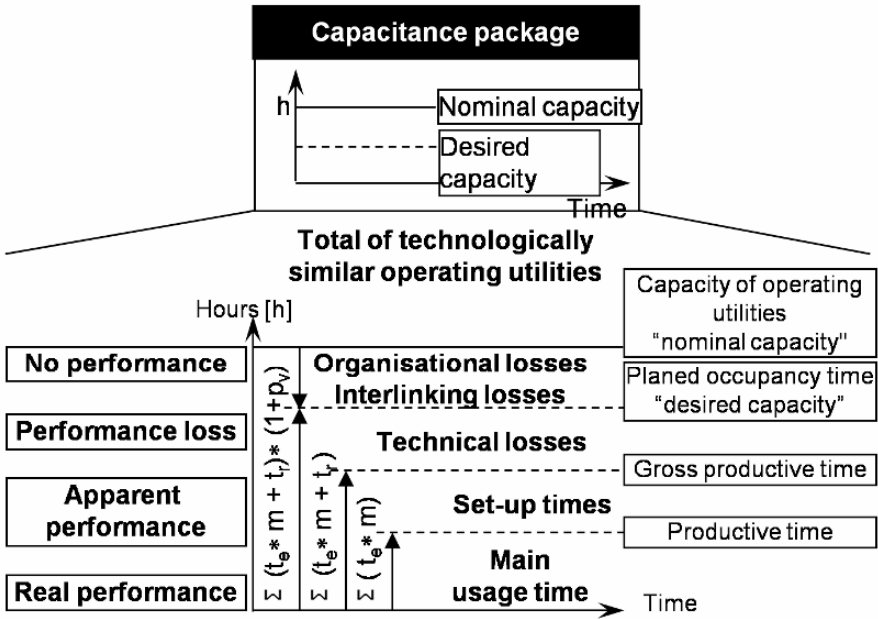 Capacitance package
h
Nominal capacity
Desired
capacity
Time
Total of technologically
similar operating utilities
Hours [h]
Capacity of operating
utilities
“nominal capacity"
No performance
Organisational losses
Interlinking losses
Planed occupancy time
“desired capacity”
Performance loss
Technical losses
Gross productive time
Apparent
performance
Set-up times
Productive time
Real performance
Main
usage time
Σ (te* m + tr)* (1+pv)
Σ (te* m + tr)
Σ ( te* m)
Time